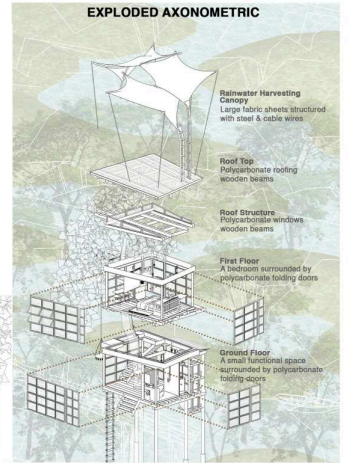 EXPLODED AXONOMETRIC
Rainwater Harvesting
Canopy
Large fabric sheets structured
with steel & cable wires
Roof Top
Polycarbonate roofing
wooden beams
Roof Structure
Polycarbonate windows
wooden beams
First Floor
A bedroom surrounded by
polycarbonate folding doors
Ground Floor
A small functional space
surrounded by polycarbonate
folding doors